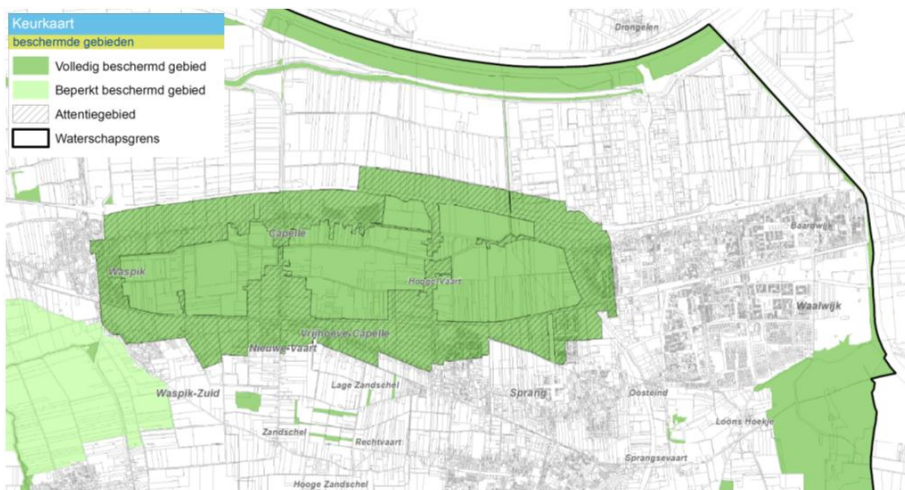 Keurkaart
beschermde gebieden
Volledig beschermd gebied
Beperkt beschermd gebied
Attentiegebied
Waterschapsgrens
Drongelen
Baardwijk
Capelle
Waspik
Hooge Vaart
Waalwijk
Vrijhoeve-Capelle
Nieuwe-Vaart
Lage Zandschel
Waspik-Zuid
Sprang
Oosteind
Loons Hoekje
Zandschel
Rechtvaart
Sprangsevaart
Hooge Zandschel